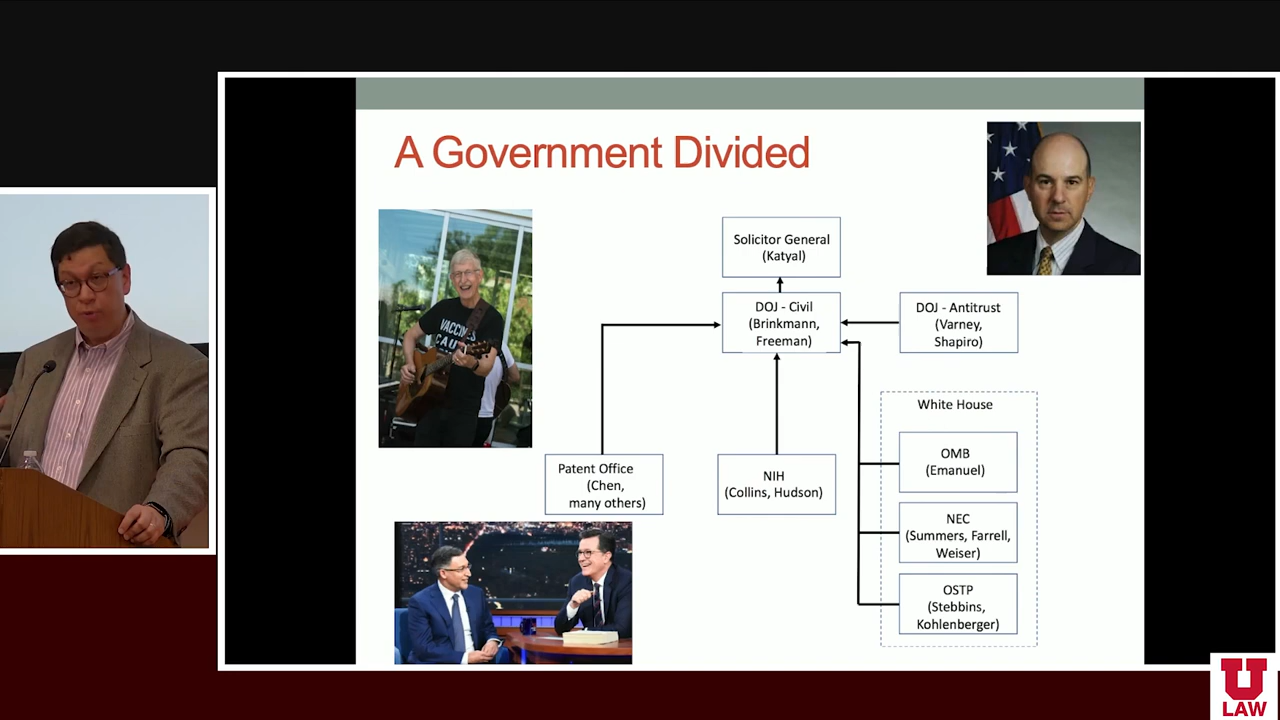 A Government Divided
Solicitor General
(Katyal)
DOJ - Civil
(Brinkmann,
Freeman)
DOJ - Antitrust
(Varney,
Shapiro)
White House
Patent Office
(Chen,
many others)
NIH
(Collins, Hudson)
OMB
(Emanuel)
NEC
(Summers, Farrell,
Weiser)
OSTP
(Stebbins,
Kohlenberger)
U
LAW